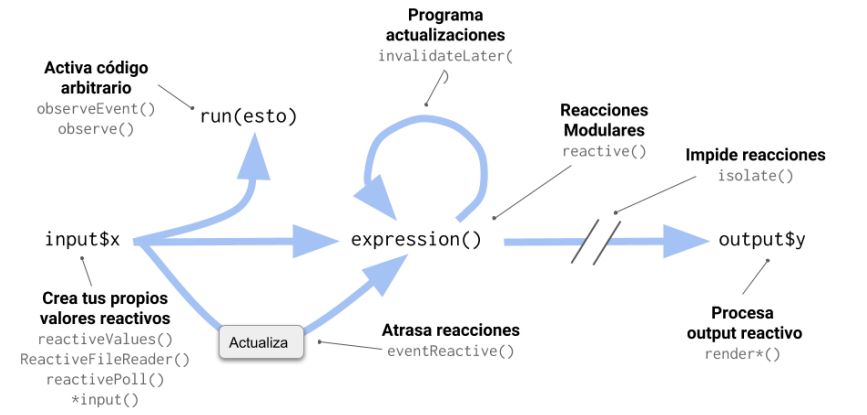 Programa
actualizaciones
invalidateLater(
)
Activa código
arbitrario
observeEvent()
observe()
run(esto)
Reacciones
Modulares
reactive()
Impide reacciones
isolate()
input$x
expression()
output$y
Crea tus propios
valores reactivos
reactiveValues()
ReactiveFileReader()
reactivePoll()
*input()
Actualiza
Atrasa reacciones
eventReactive()
Procesa
output reactivo
render*()